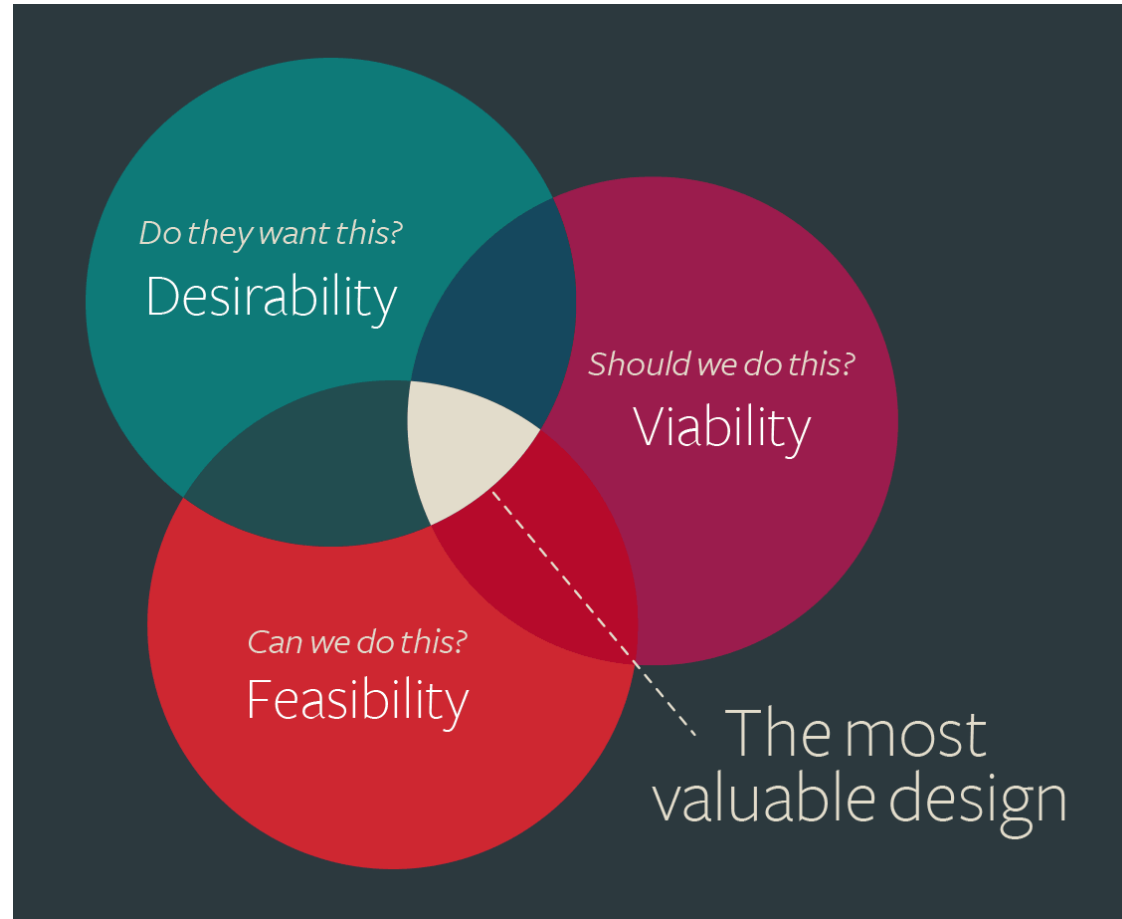 Do they want this?
Desirability
Should we do this?
Viability
Can we do this?
Feasibility
The most
valuable design